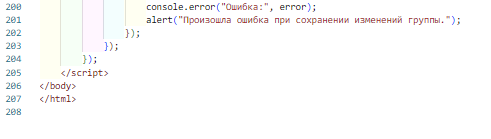 200 console.error("Ошибка:", error);
201 alert("Произошла ошибка при сохранении изменений группы.");
202 });
203 });
204 });
205 </script>
206 </body>
207 </html>
208